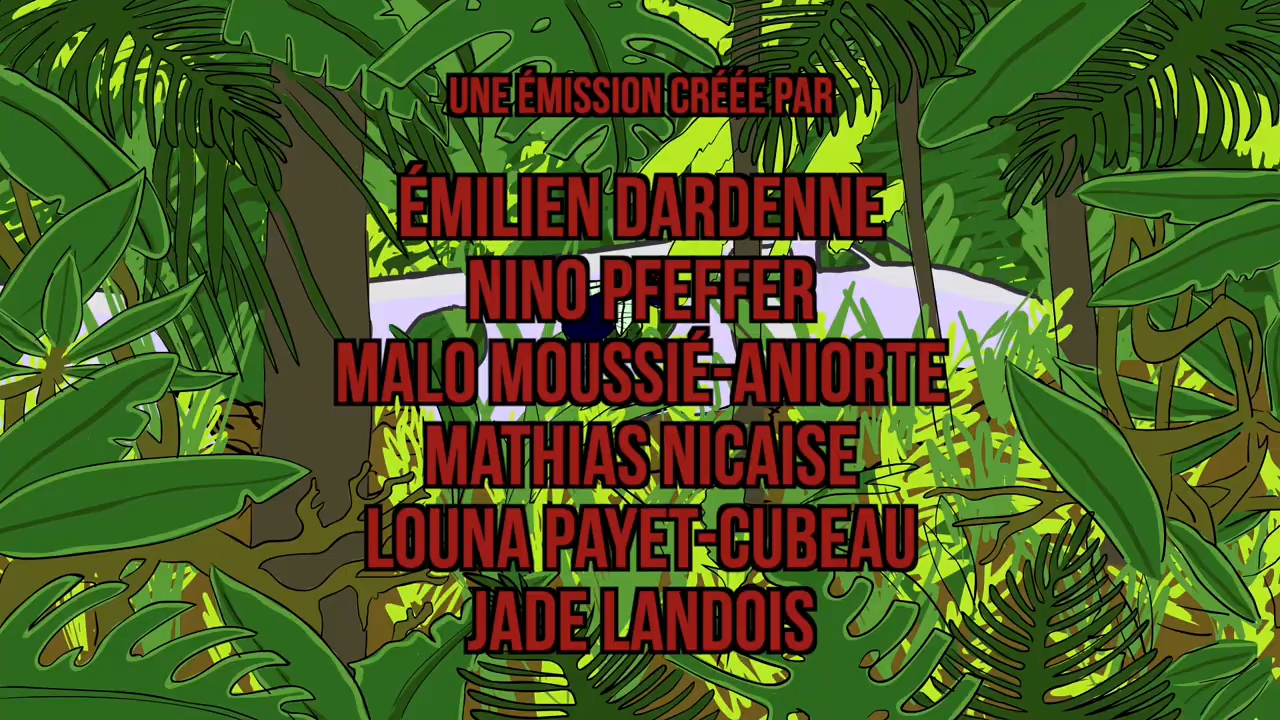 UNE ÉMISSION CRÉÉE PAR
ÉMILIEN DARDENNE
NINO PFEFFER
MALO MOUSSIÉ-ANIORTE
MATHIAS NICAISE
LOUNA PAYET-CUBEAU
JADE LANDOIS